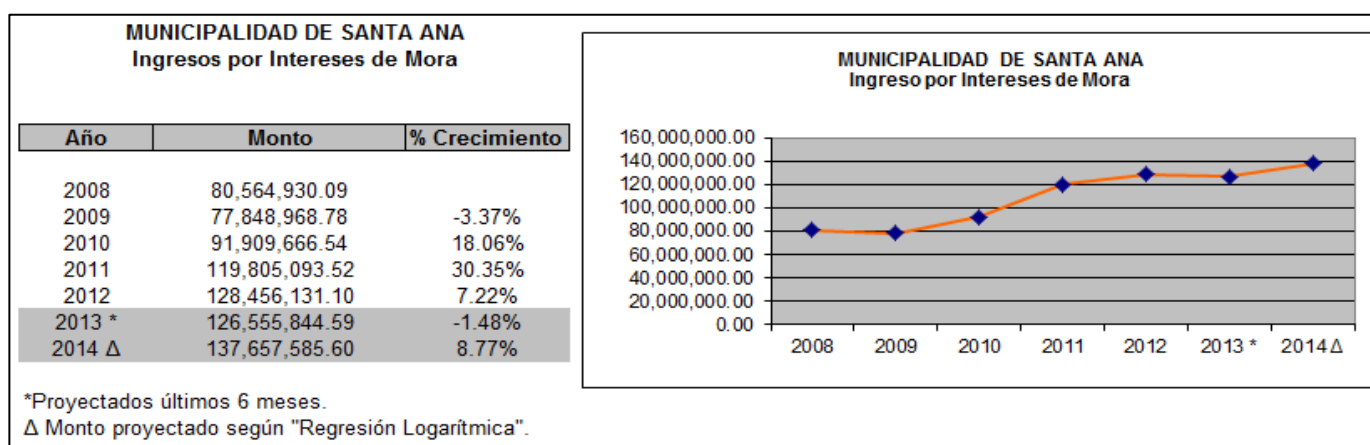 MUNICIPALIDAD DE SANTA ANA
Ingresos por Intereses de Mora
Año Monto % Crecimiento
2008 80,564,930.09
2009 77,848,968.78 -3.37%
2010 91,909,666.54 18.06%
2011 119,805,093.52 30.35%
2012 128,456,131.10 7.22%
2013 * 126,555,844.59 -1.48%
2014 Δ 137,657,585.60 8.77%
*Proyectados últimos 6 meses.
Δ Monto proyectado según "Regresión Logarítmica".
MUNICIPALIDAD DE SANTA ANA
Ingreso por Intereses de Mora
160,000,000.00
140,000,000.00
120,000,000.00
100,000,000.00
80,000,000.00
60,000,000.00
40,000,000.00
20,000,000.00
0.00
2008 2009 2010 2011 2012 2013 * 2014 Δ